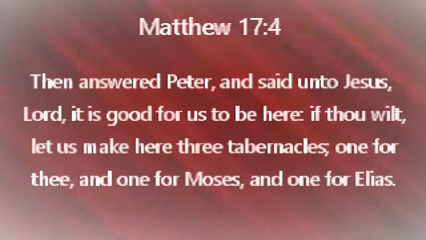 Matthew 17:4
Then answered Peter, and said unto Jesus,
Lord, it is good for us to be here: if thou wilt,
let us make here three tabernacles; one for
thee, and one for Moses, and one for Elias.